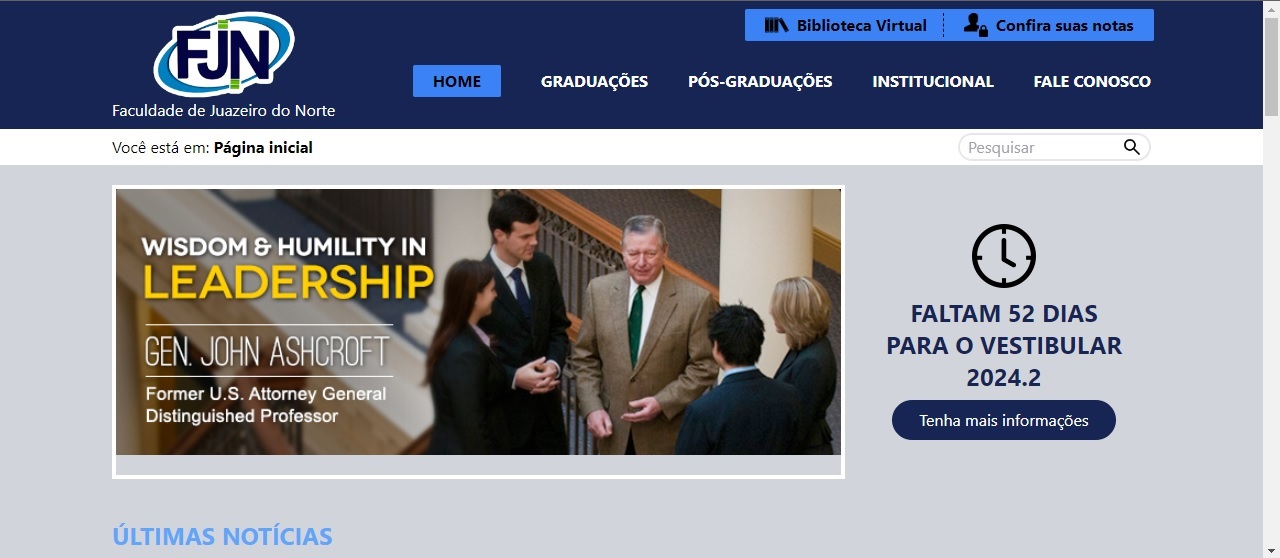 FJN
Faculdade de Juazeiro do Norte
Biblioteca Virtual
Confira suas notas
HOME
GRADUAÇÕES
PÓS-GRADUAÇÕES
INSTITUCIONAL
FALE CONOSCO
Você está em: Página inicial
Pesquisar
WISDOM & HUMILITY IN
LEADERSHIP
GEN. JOHN ASHCROFT
Former U.S. Attorney General
Distinguished Professor
FALTAM 52 DIAS
PARA O VESTIBULAR
2024.2
Tenha mais informações
ÚLTIMAS NOTÍCIAS